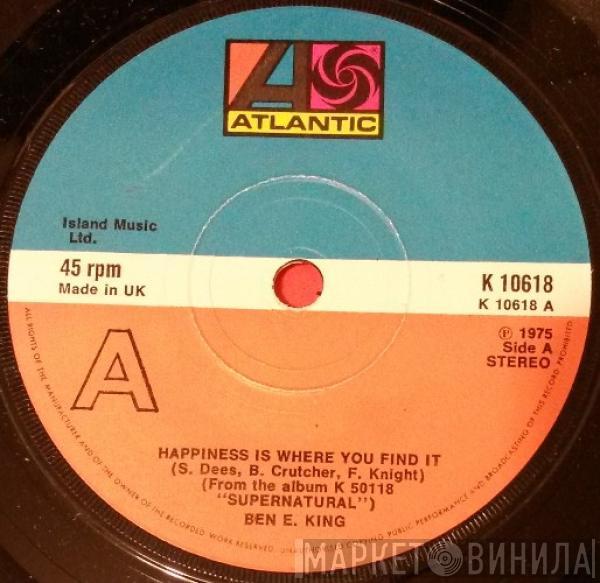 ATLANTIC
Island Music
Ltd.
45 rpm
Made in UK
K 10618
K 10618 A
℗ 1975
Side A
STEREO
A
HAPPINESS IS WHERE YOU FIND IT
(S. Dees, B. Crutcher, F. Knight)
(From the album K 50118
"SUPERNATURAL")
BEN E. KING
ALL RIGHTS OF THE MANUFACTURER AND OF THE OWNER OF THE RECORDED WORK RESERVED. UNAUTHORISED COPYING PUBLIC PERFORMANCE AND BROADCASTING OF THIS RECORD PROHIBITED
МАРКЕТ ВИНИЛА